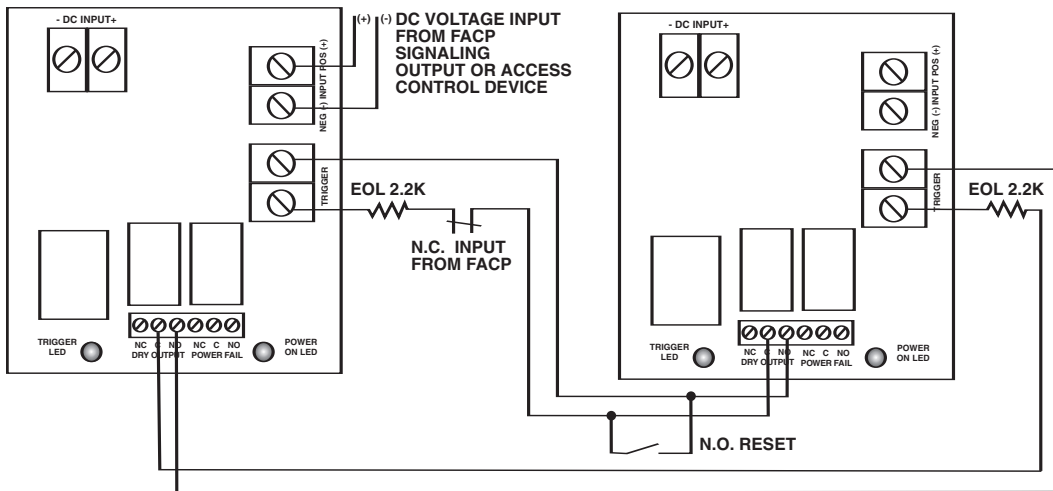 - DC INPUT+
INPUT POS (+)
NEG (-)
TRIGGER
(+) (-) DC VOLTAGE INPUT
FROM FACP
SIGNALING
OUTPUT OR ACCESS
CONTROL DEVICE
EOL 2.2K
N.C. INPUT
FROM FACP
TRIGGER
LED
NC C NO NC C NO
DRY OUTPUT POWER FAIL
POWER
ON LED
- DC INPUT+
INPUT POS (+)
NEG (-)
TRIGGER
EOL 2.2K
TRIGGER
LED
NC C NO NC C NO
DRY OUTPUT POWER FAIL
POWER
ON LED
N.O. RESET